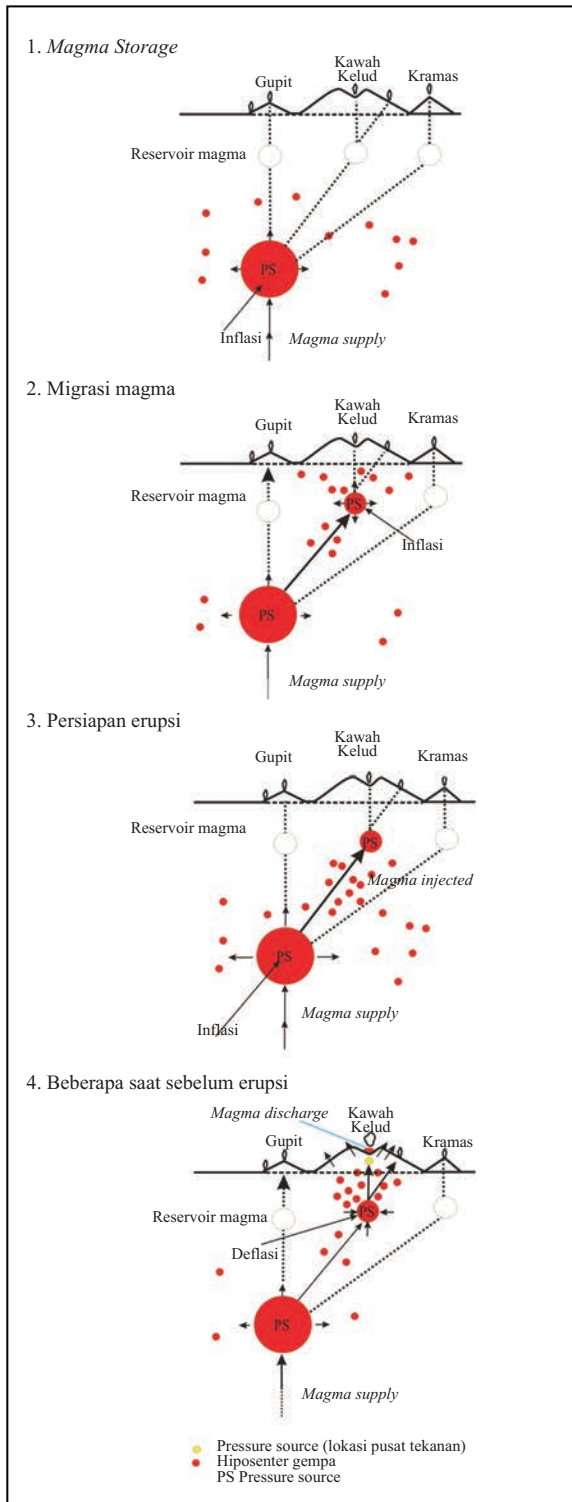 1. Magma Storage
Kawah
Kelud
Gupit
Kramas
Reservoir magma
PS
Inflasi
Magma supply
2. Migrasi magma
Kawah
Kelud
Gupit
Kramas
Reservoir magma
PS
Inflasi
PS
Magma supply
3. Persiapan erupsi
Kawah
Kelud
Gupit
Kramas
Reservoir magma
PS
Magma injected
PS
Inflasi
Magma supply
4. Beberapa saat sebelum erupsi
Magma discharge
Kawah
Kelud
Gupit
Kramas
Reservoir magma
PS
Deflasi
PS
Magma supply
Pressure source (lokasi pusat tekanan)
Hiposenter gempa
PS Pressure source